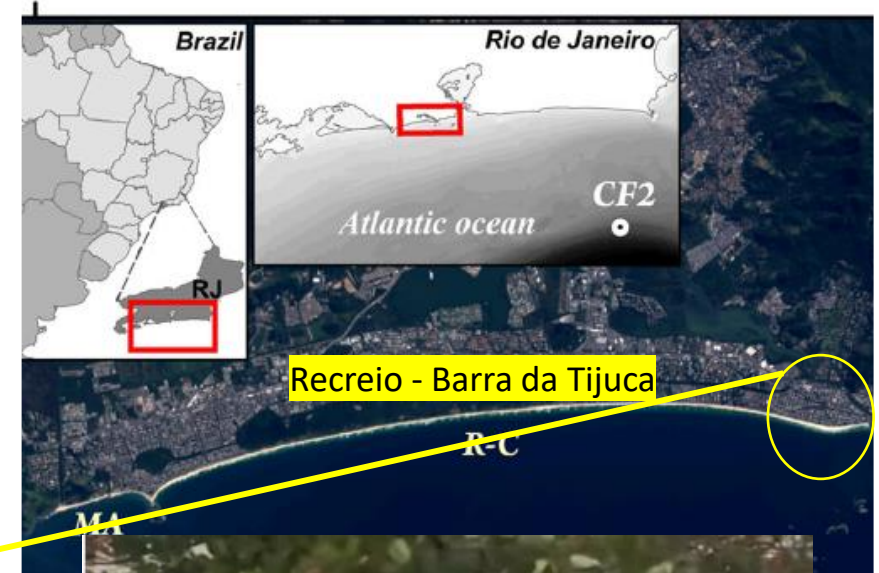 Brazil
Rio de Janeiro
CF2
Atlantic ocean
RJ
Recreio - Barra da Tijuca
R-C
MA